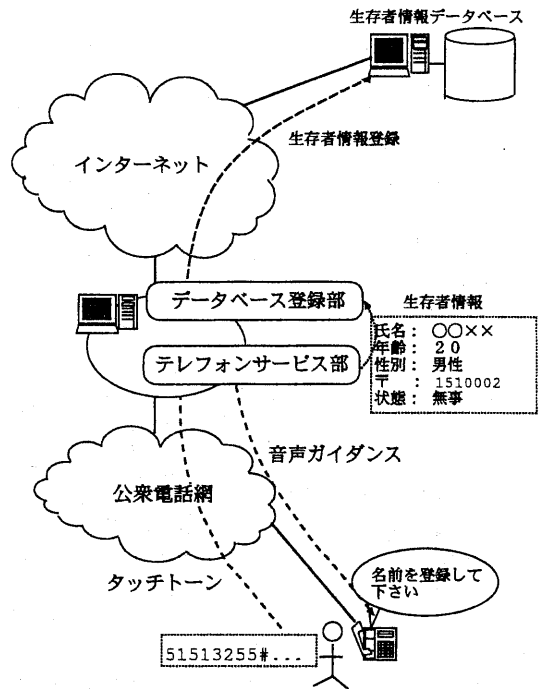 生存者情報データベース
生存者情報登録
インターネット
データベース登録部
生存者情報
氏名： 〇〇××
年齢： ２０
性別： 男性
〒 ： 1510002
状態： 無事
テレフォンサービス部
音声ガイダンス
公衆電話網
タッチトーン
名前を登録して
下さい
51513255#...